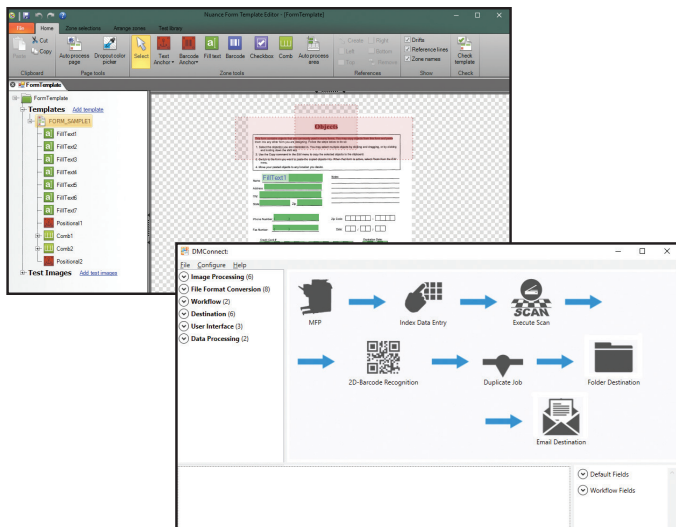 Nuance Form Template Editor - [FormTemplate]
File Home Zone selections Arrange zones Test library
Paste
Cut
Copy
Auto process page
Dropout color picker
Select
Text Anchor
Barcode Anchor
Fill text
Barcode
Checkbox
Comb
Auto process area
Create
Right
Left
Bottom
Top
Remove
Drifts
Reference lines
Zone names
Check template
Clipboard Page tools Zone tools References Show Check
FormTemplate
FormTemplate
Templates Add template
FORM_SAMPLE1
FillText1
FillText2
FillText3
FillText4
FillText5
FillText6
FillText7
Positional1
Comb1
Comb2
Positional2
Test Images Add test images
Objects
FillText1
DMConnect:
File Configure Help
Image Processing (6)
File Format Conversion (8)
Workflow (2)
Destination (6)
User Interface (3)
Data Processing (2)
SCAN
MFP Index Data Entry Execute Scan
2D-Barcode Recognition Duplicate Job Folder Destination
Email Destination
Default Fields
Workflow Fields